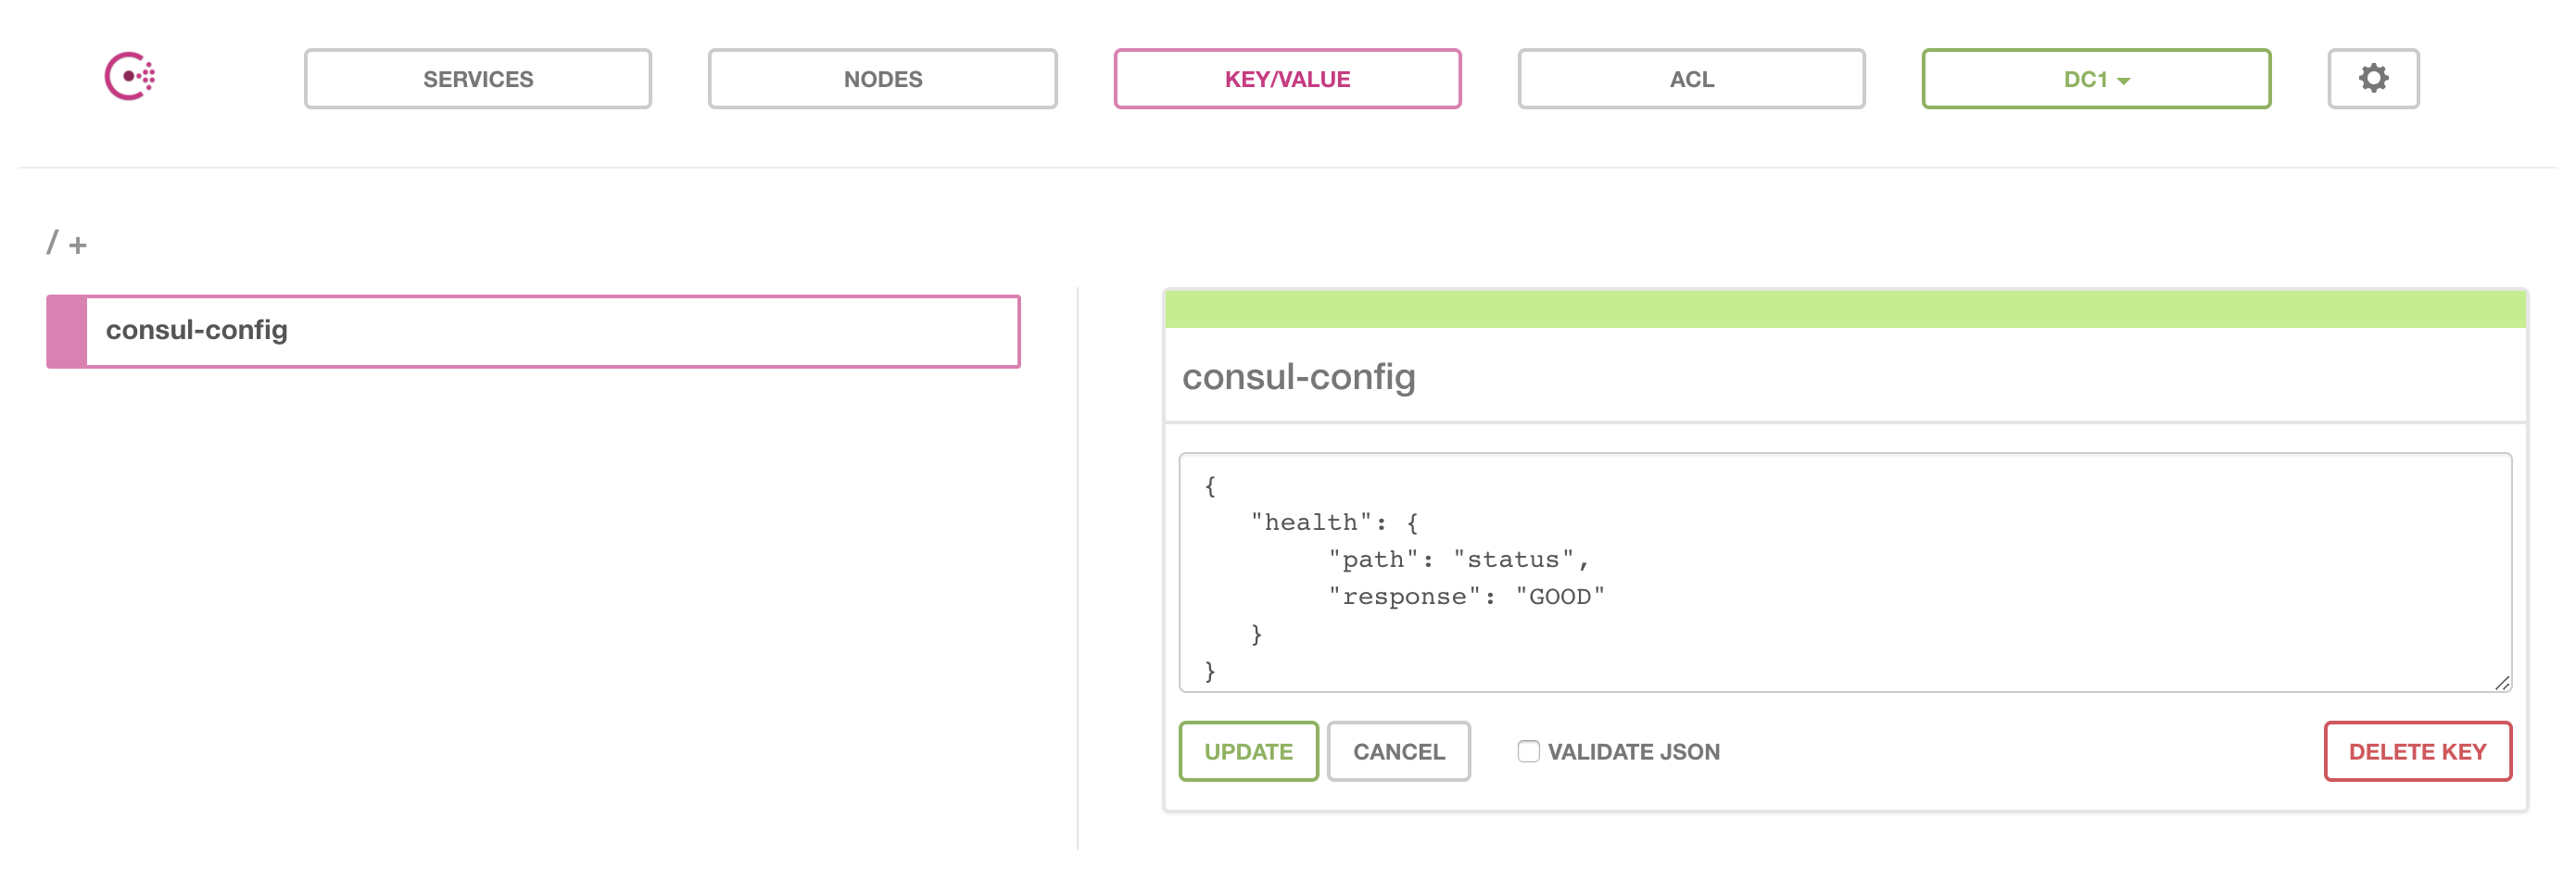 SERVICES NODES KEY/VALUE ACL DC1
/ +
consul-config
consul-config
{
"health": {
"path": "status",
"response": "GOOD"
}
}
UPDATE CANCEL VALIDATE JSON DELETE KEY